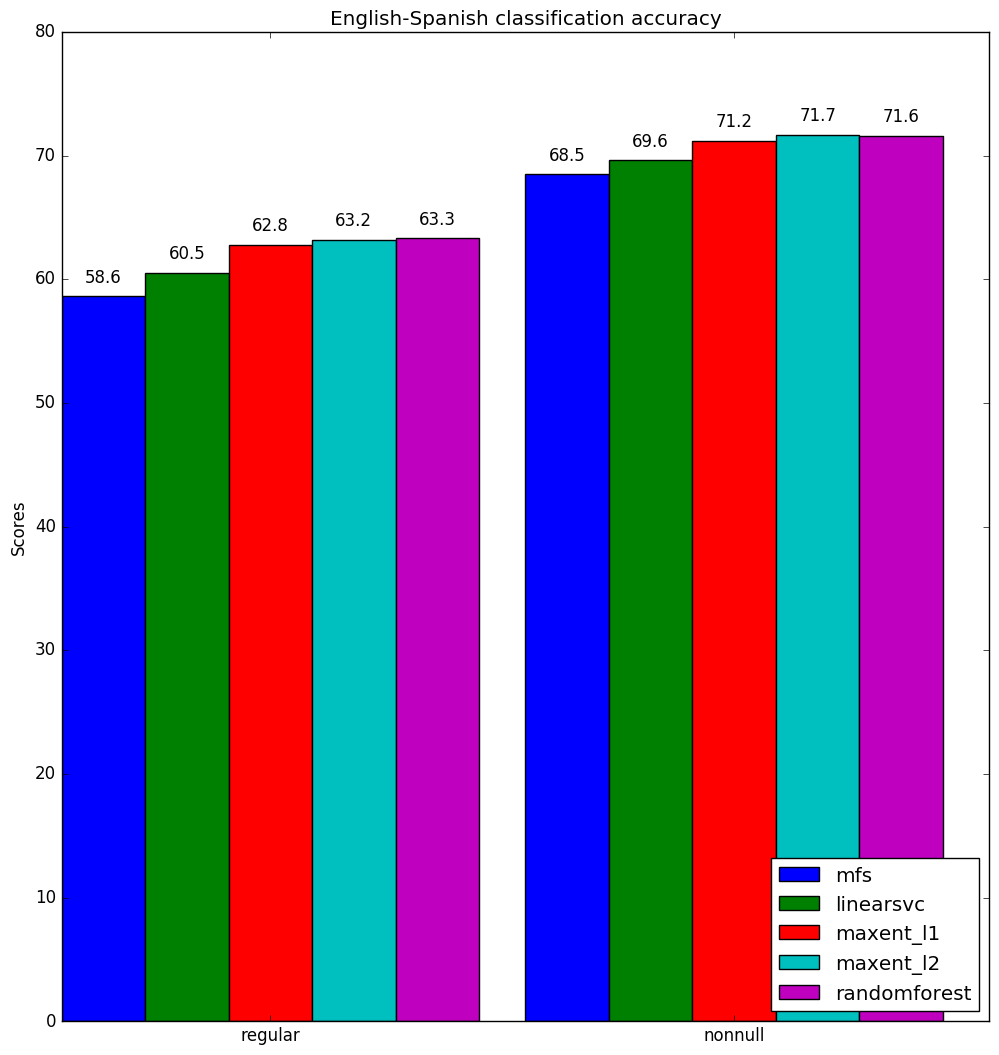 English-Spanish classification accuracy
80
70
60
50
40
30
20
10
0
Scores
58.6
60.5
62.8
63.2
63.3
68.5
69.6
71.2
71.7
71.6
regular
nonnull
mfs
linearsvc
maxent_l1
maxent_l2
randomforest